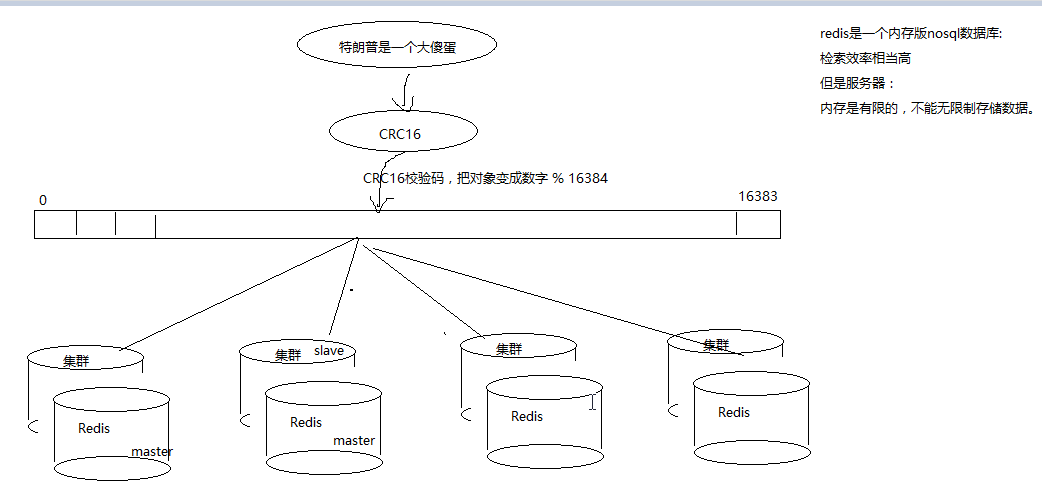 特朗普是一个大傻蛋
redis是一个内存版nosql数据库:
检索效率相当高
但是服务器：
内存是有限的，不能无限制存储数据。
CRC16
CRC16校验码，把对象变成数字 % 16384
0
16383
集群
集群
slave
集群
集群
Redis
master
Redis
master
Redis
Redis